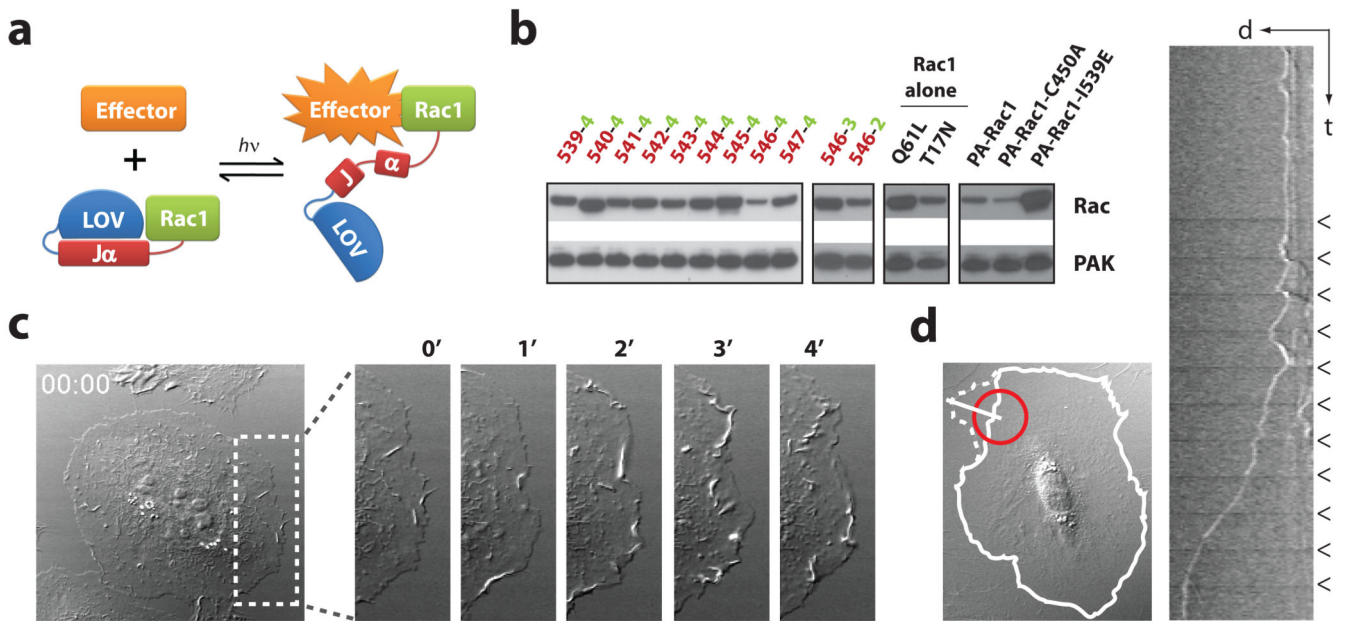 a
Effector
+
LOV
Rac1
Jα
hν
Effector
Rac1
J
α
LOV
b
Rac1
alone
539-4
540-4
541-4
542-4
543-4
544-4
545-4
546-4
547-4
546-3
546-2
Q61L
T17N
PA-Rac1
PA-Rac1-C450A
PA-Rac1-I539E
Rac
PAK
c
00:00
0′
1′
2′
3′
4′
d
d
t
<
<
<
<
<
<
<
<
<
<
<